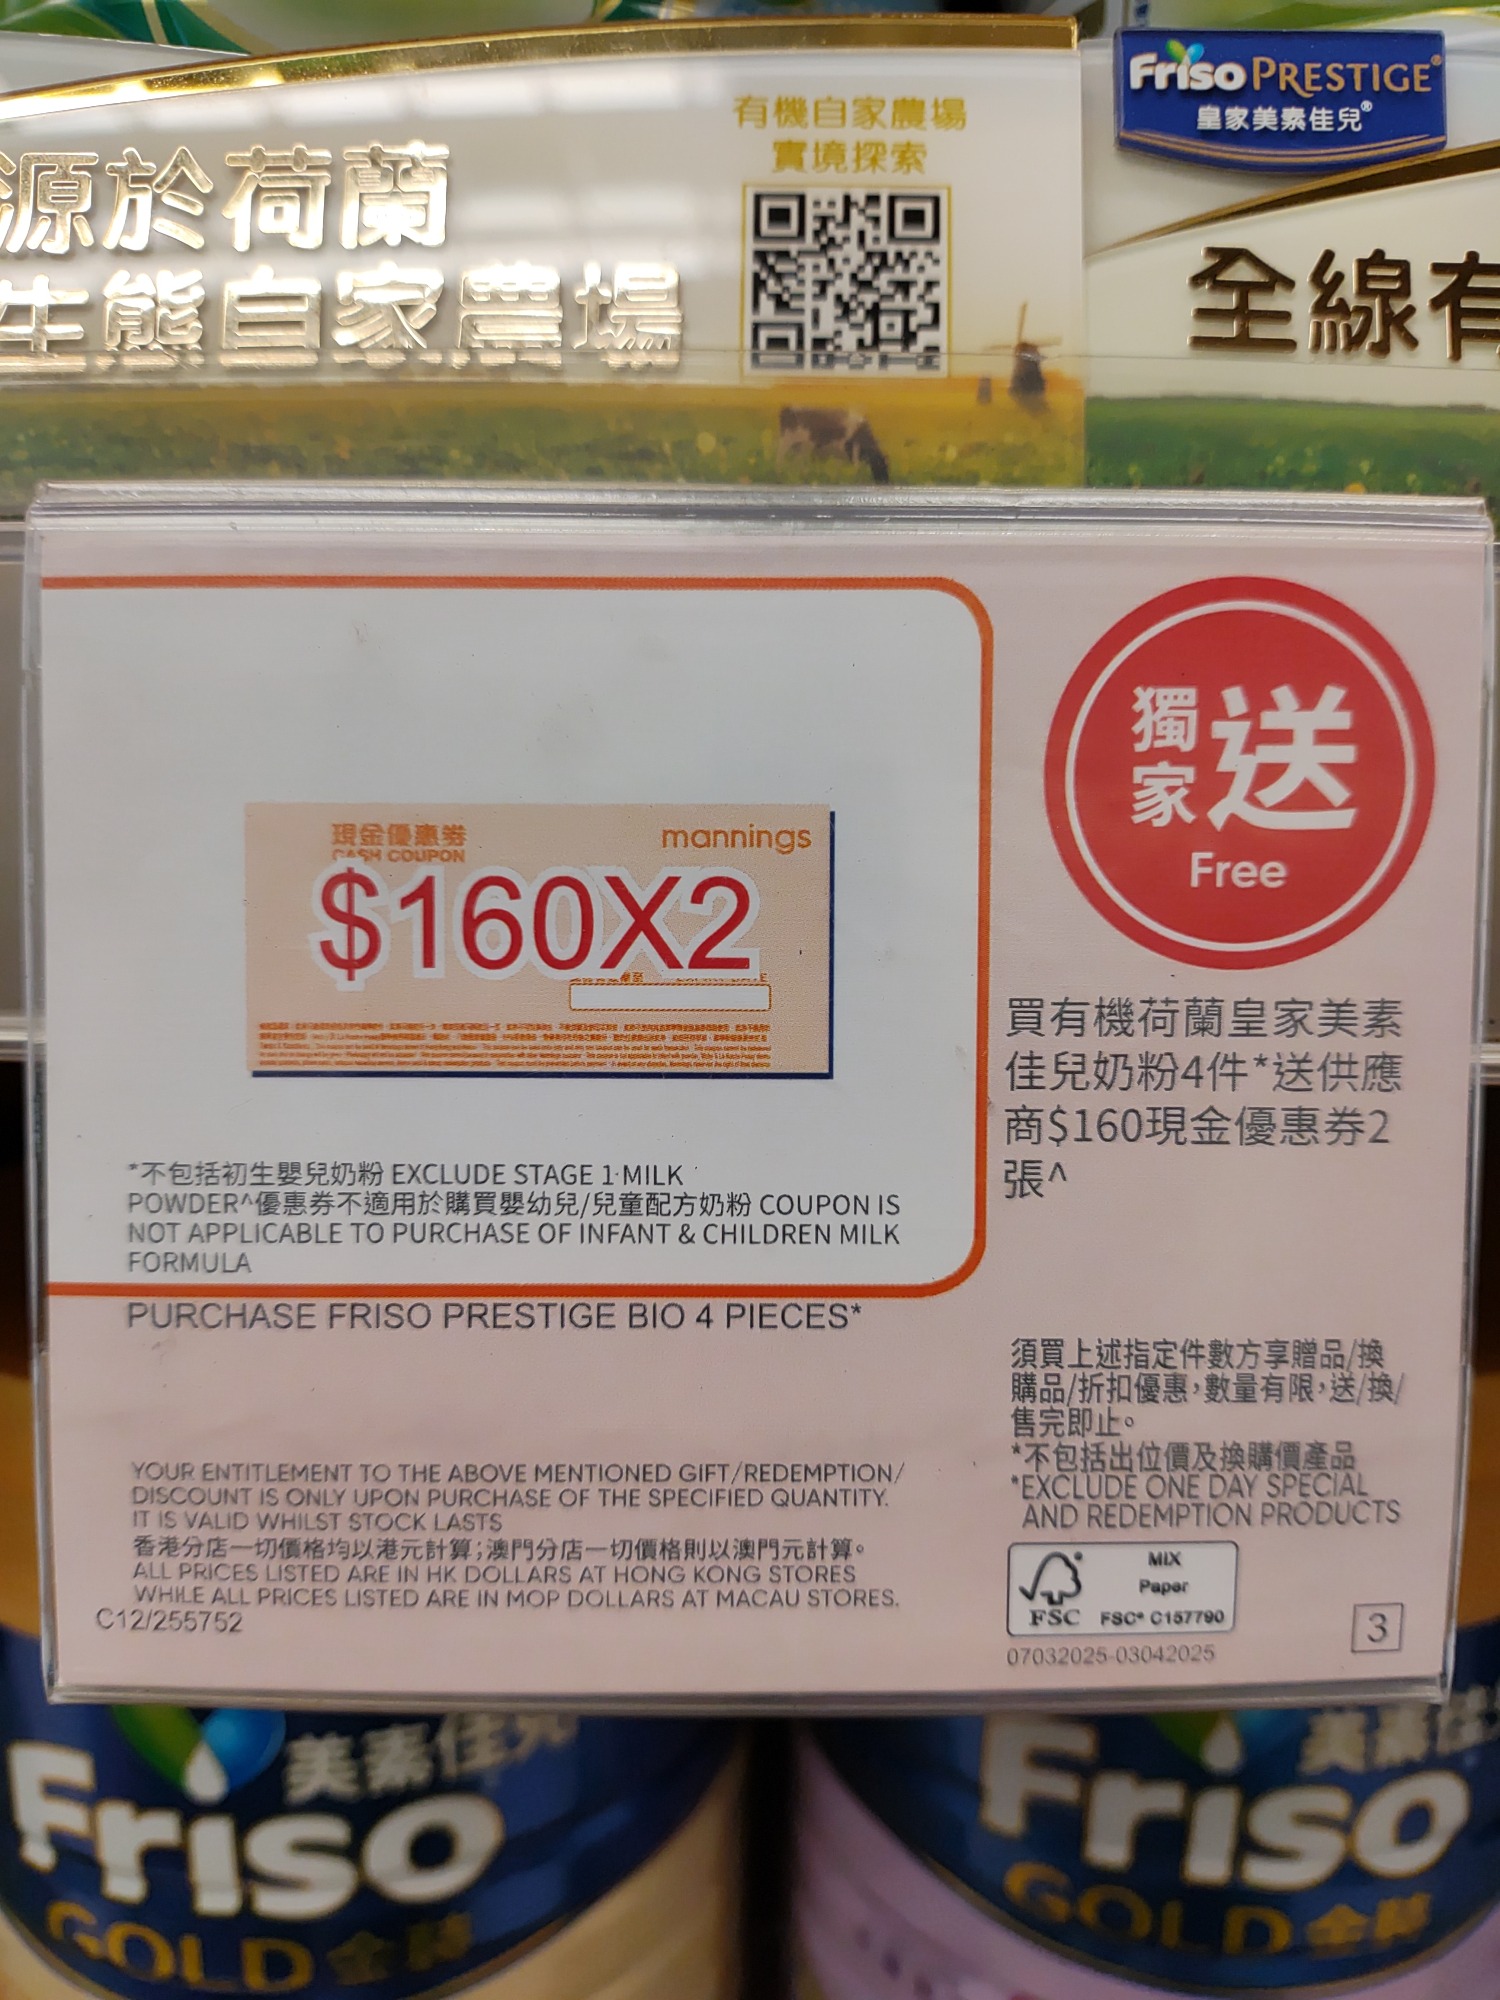 有機自家農場
實境探索
源於荷蘭
自家農場
Friso PRESTIGE®
皇家美素佳兒®
全線有
現金優惠券
CASH COUPON
mannings
$160X2
獨家送
Free
買有機荷蘭皇家美素
佳兒奶粉4件*送供應
商$160現金優惠券2
張^
*不包括初生嬰兒奶粉 EXCLUDE STAGE 1 MILK
POWDER^優惠券不適用於購買嬰幼兒/兒童配方奶粉 COUPON IS
NOT APPLICABLE TO PURCHASE OF INFANT & CHILDREN MILK
FORMULA
PURCHASE FRISO PRESTIGE BIO 4 PIECES*
須買上述指定件數方享贈品/換
購品/折扣優惠，數量有限，送/換/
售完即止。
*不包括出位價及換購價產品
*EXCLUDE ONE DAY SPECIAL
AND REDEMPTION PRODUCTS
YOUR ENTITLEMENT TO THE ABOVE MENTIONED GIFT/REDEMPTION/
DISCOUNT IS ONLY UPON PURCHASE OF THE SPECIFIED QUANTITY.
IT IS VALID WHILST STOCK LASTS
香港分店一切價格均以港元計算；澳門分店一切價格則以澳門元計算。
ALL PRICES LISTED ARE IN HK DOLLARS AT HONG KONG STORES
WHILE ALL PRICES LISTED ARE IN MOP DOLLARS AT MACAU STORES.
C12/255752
FSC
MIX
Paper
FSC® C157790
07032025-03042025
3
美素佳兒
Friso
GOLD 金牌
美素佳
Friso
GOLD 金牌